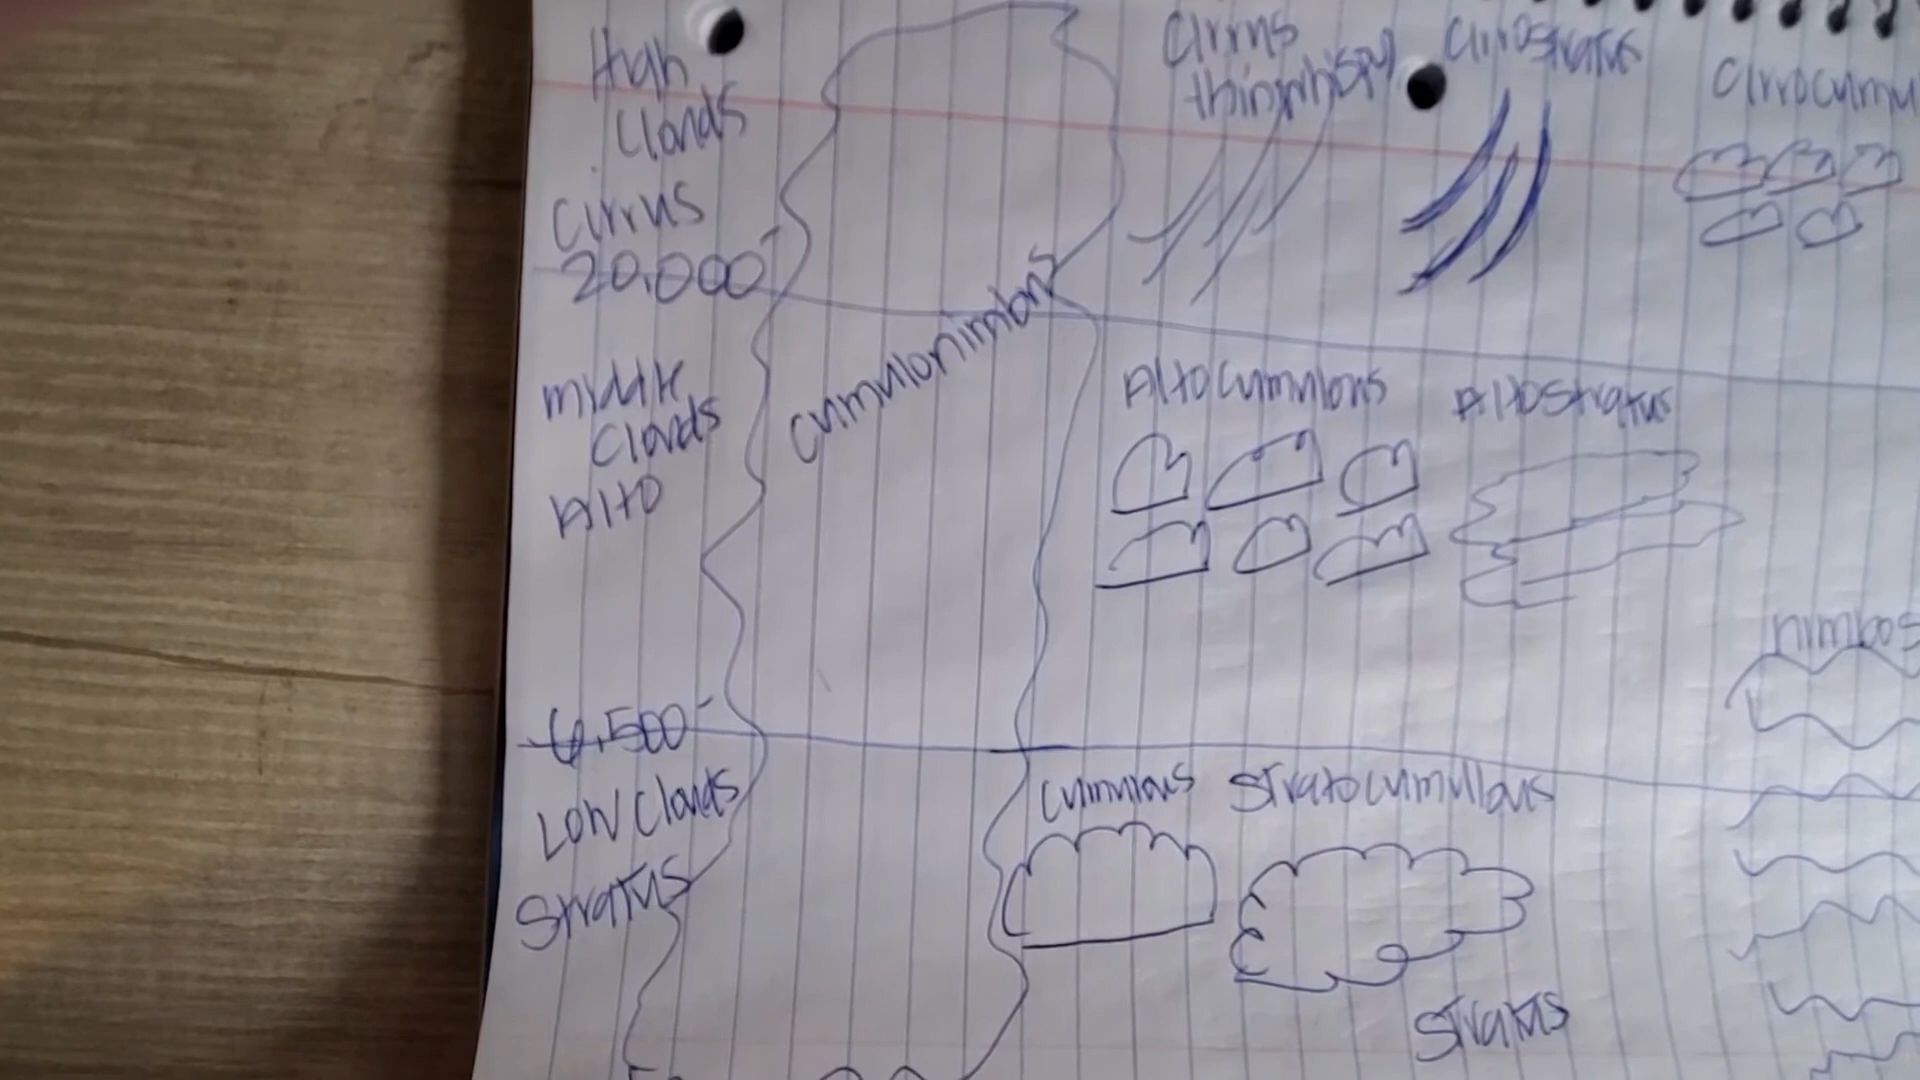 High
Clouds
Cirrus
20,000'
Cirrus
thin, whispy
Cirrostratus
Cirrocumu
Cumulonimbus
Middle
Clouds
Alto
Altocumulous
Altostratus
nimbos
6,500'
Low Clouds
Stratus
Cumulous
Stratocumullous
Stratus